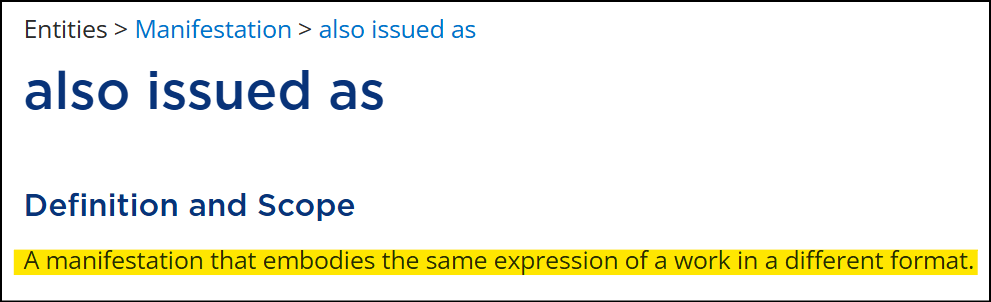 Entities > Manifestation > also issued as
also issued as
Definition and Scope
A manifestation that embodies the same expression of a work in a different format.